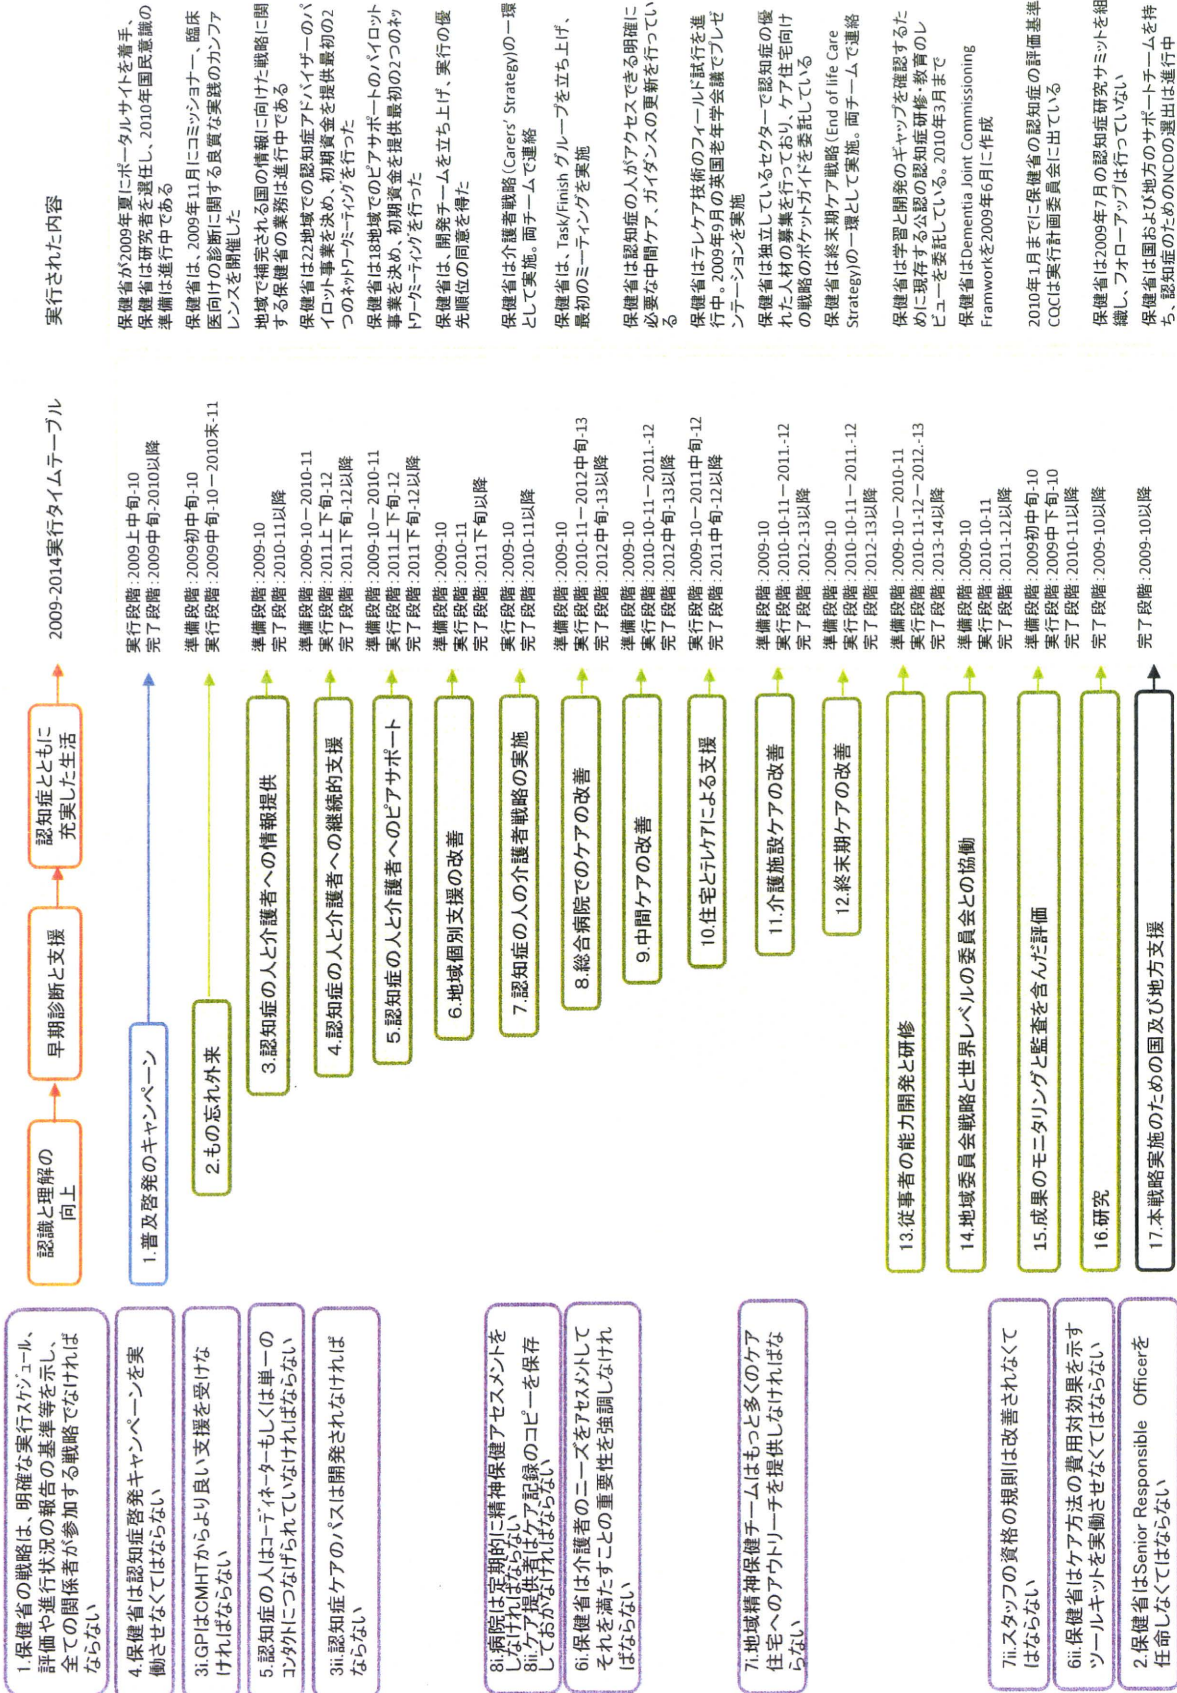 1.保健省の戦略は、明確な実行スケジュール、
評価や進行状況の報告の基準等を示し、
全ての関係者が参加する戦略でなければ
ならない
4.保健省は認知症啓発キャンペーンを実
働させなくてはならない
3i.GPはCMHTからより良い支援を受けな
ければならない
5.認知症の人はコーディネーターもしくは単一の
コンタクトにつなげられていなければならない
3ii.認知症ケアのパスは開発されなければ
ならない
8i.病院は定期的に精神保健アセスメントを
しなければならない
8ii.ケア提供者はケア記録のコピーを保存
しておかなければならない
6i.保健省は介護者のニーズをアセスメントして
それを満たすことの重要性を強調しなけれ
ばならない
7i.地域精神保健チームはもっと多くのケア
住宅へのアウトリーチを提供しなければな
らない
7ii.スタッフの資格の規則は改善されなくて
はならない
6ii.保健省はケア方法の費用対効果を示す
ツールキットを実働させなくてはならない
2.保健省はSenior Responsible Officerを
任命しなくてはならない
認識と理解の
向上
早期診断と支援
認知症とともに
充実した生活
1.普及啓発のキャンペーン
2.もの忘れ外来
3.認知症の人と介護者への情報提供
4.認知症の人と介護者への継続的支援
5.認知症の人と介護者へのピアサポート
6.地域個別支援の改善
7.認知症の人の介護者戦略の実施
8.総合病院でのケアの改善
9.中間ケアの改善
10.住宅とテレケアによる支援
11.介護施設ケアの改善
12.終末期ケアの改善
13.従事者の能力開発と研修
14.地域委員会戦略と世界レベルの委員会との協働
15.成果のモニタリングと監査を含んだ評価
16.研究
17.本戦略実施のための国及び地方支援
2009-2014実行タイムテーブル
実行段階:2009上中旬-10
完了段階:2009中旬-2010以降
準備段階:2009初中旬-10
実行段階:2009中旬-10ー2010末-11
準備段階:2009-10
完了段階:2010-11以降
準備段階:2009-10ー2010-11
実行段階:2011上下旬-12
完了段階:2011下旬-12以降
準備段階:2009-10ー2010-11
実行段階:2011上下旬-12
完了段階:2011下旬-12以降
準備段階:2009-10
実行段階:2010-11
完了段階:2011下旬以降
実行段階:2009-10
完了段階:2010-11以降
準備段階:2009-10
実行段階:2010-11ー2012中旬-13
完了段階:2012中旬-13以降
準備段階:2009-10
実行段階:2010-11ー2011.-12
完了段階:2012中旬-13以降
実行段階:2009-10ー2011中旬-12
完了段階:2011中旬-12以降
準備段階:2009-10
実行段階:2010-11ー2011.-12
完了段階:2012-13以降
準備段階:2009-10
実行段階:2010-11ー2011.-12
完了段階:2012-13以降
準備段階:2009-10ー2010-11
実行段階:2011-12ー2012.-13
完了段階:2013-14以降
準備段階:2009-10
実行段階:2010-11
完了段階:2011-12以降
準備段階:2009初中旬-10
実行段階:2009中下旬-10
完了段階:2010-11以降
完了段階:2009-10以降
完了段階:2009-10以降
実行された内容
保健省が2009年夏にポータルサイトを着手、
保健省は研究者を選任し、2010年国民意識の
準備は進行中である
保健省は、2009年11月にコミッショナー、臨床
医向けの診断に関する良質な実践のカンファ
レンスを開催した
地域で補完される国の情報に向けた戦略に関
する保健省の業務は進行中である
保健省は22地域での認知症アドバイザーのパ
イロット事業を決め、初期資金を提供最初の2
つのネットワークミーティングを行った
保健省は18地域でのピアサポートのパイロット
事業を決め、初期資金を提供最初の2つのネッ
トワークミーティングを行った
保健省は、開発チームを立ち上げ、実行の優
先順位の同意を得た
保健省は介護者戦略(Carers' Strategy)の一環
として実施。両チームで連絡
保健省は、Task/Finish グループを立ち上げ、
最初のミーティングを実施
保健省は認知症の人がアクセスできる明確に
必要な中間ケア、ガイダンスの更新を行ってい
る
保健省はテレケア技術のフィールド試行を進
行中。2009年9月の英国老年学会議でプレゼ
ンテーションを実施
保健省は独立しているセクターで認知症の優
れた人材の募集を行っており、ケア住宅向け
の戦略のポケットガイドを委託している
保健省は終末期ケア戦略(End of life Care
Strategy)の一環として実施。両チームで連絡
保健省は学習と開発のギャップを確認するた
めに現存する公認の認知症研修・教育のレ
ビューを委託している。2010年3月まで
保健省はDementia Joint Commissioning
Framworkを2009年6月に作成
2010年1月までに保健省の認知症の評価基準
CQCは実行計画委員会に出ている
保健省は2009年7月の認知症研究サミットを組
織し、フォローアップは行っていない
保健省は国および地方のサポートチームを持
ち、認知症のためのNCDの選出は進行中